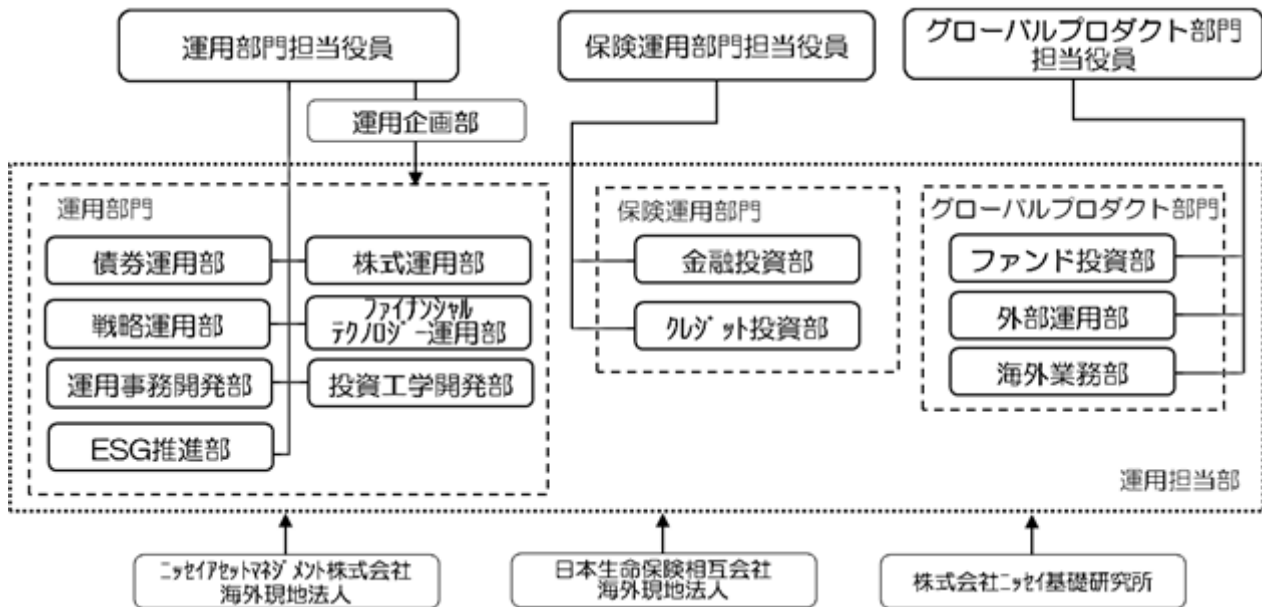 運用部門担当役員
保険運用部門担当役員
グローバルプロダクト部門
担当役員
運用企画部
運用部門
債券運用部
株式運用部
戦略運用部
ファイナンシャル
テクノロジー運用部
運用事務開発部
投資工学開発部
ESG推進部
保険運用部門
金融投資部
クレジット投資部
グローバルプロダクト部門
ファンド投資部
外部運用部
海外業務部
運用担当部
ニッセイアセットマネジメント株式会社
海外現地法人
日本生命保険相互会社
海外現地法人
株式会社ニッセイ基礎研究所